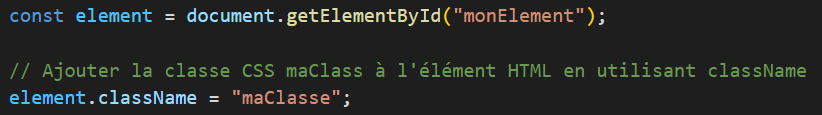 const element = document.getElementById("monElement");
// Ajouter la classe CSS maClass à l'élément HTML en utilisant className
element.className = "maClasse";